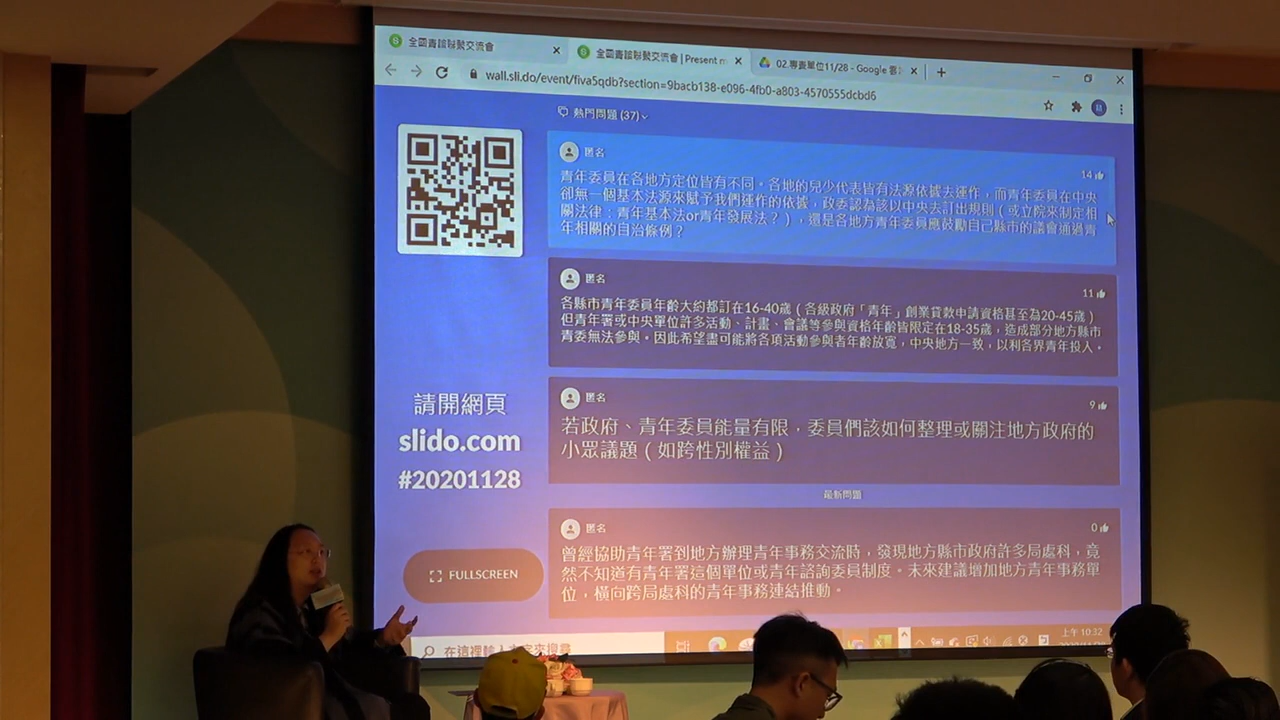 全國青諮聯繫交流會
全國青諮聯繫交流會 | Present m
02.專責單位11/28 - Google 雲
wall.sli.do/event/fiva5qdb?section=9bacb138-e096-4fb0-a803-4570555dcbd6
熱門問題 (37)
匿名
14
青年委員在各地方定位皆有不同，各地的兒少代表皆有法源依據去運作，而青年委員在中央
卻無一個基本法源來賦予我們運作的依據，政委認為該以中央去訂出規則（或立院來制定相
關法律：青年基本法or青年發展法？），還是各地方青年委員應鼓勵自己縣市的議會通過青
年相關的自治條例？
匿名
11
各縣市青年委員年齡大約都訂在16-40歲（各級政府「青年」創業貸款申請資格甚至為20-45歲）
但青年署或中央單位許多活動、計畫、會議等參與資格年齡皆限定在18-35歲，造成部分地方縣市
青委無法參與。因此希望盡可能將各項活動參與者年齡放寬，中央地方一致，以利各界青年投入。
匿名
9
若政府、青年委員能量有限，委員們該如何整理或關注地方政府的
小眾議題（如跨性別權益）
最新問題
匿名
0
曾經協助青年署到地方辦理青年事務交流時，發現地方縣市政府許多局處科，竟
然不知道有青年署這個單位或青年諮詢委員制度。未來建議增加地方青年事務單
位，橫向跨局處科的青年事務連結推動。
請開網頁
slido.com
#20201128
FULLSCREEN
在這裡輸入文字來搜尋
上午 10:32